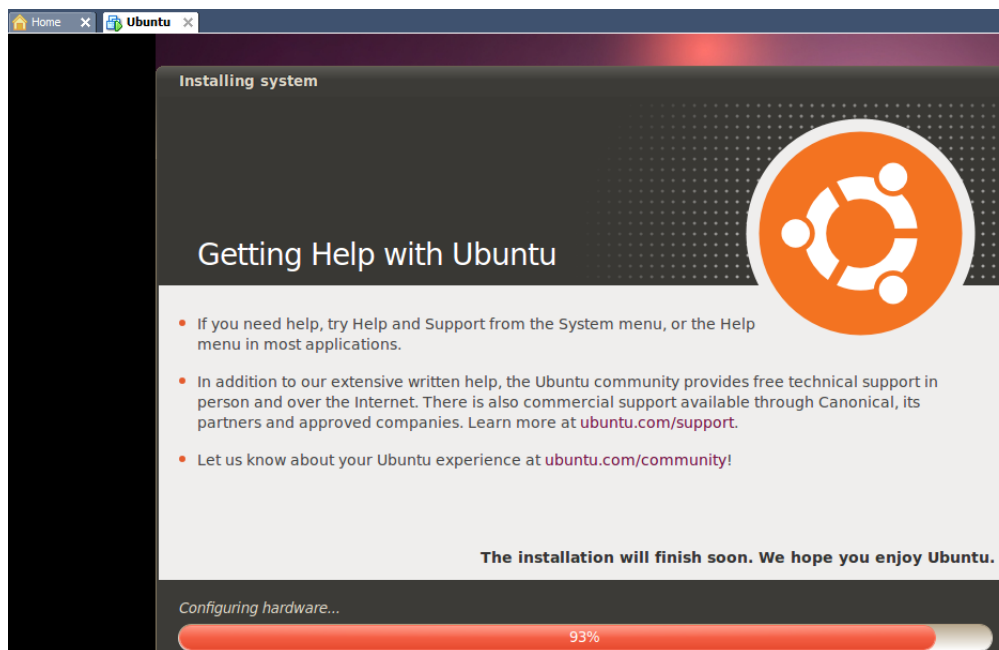 Home
Ubuntu
Installing system
Getting Help with Ubuntu
If you need help, try Help and Support from the System menu, or the Help
menu in most applications.
In addition to our extensive written help, the Ubuntu community provides free technical support in
person and over the Internet. There is also commercial support available through Canonical, its
partners and approved companies. Learn more at ubuntu.com/support.
Let us know about your Ubuntu experience at ubuntu.com/community!
The installation will finish soon. We hope you enjoy Ubuntu.
Configuring hardware...
93%